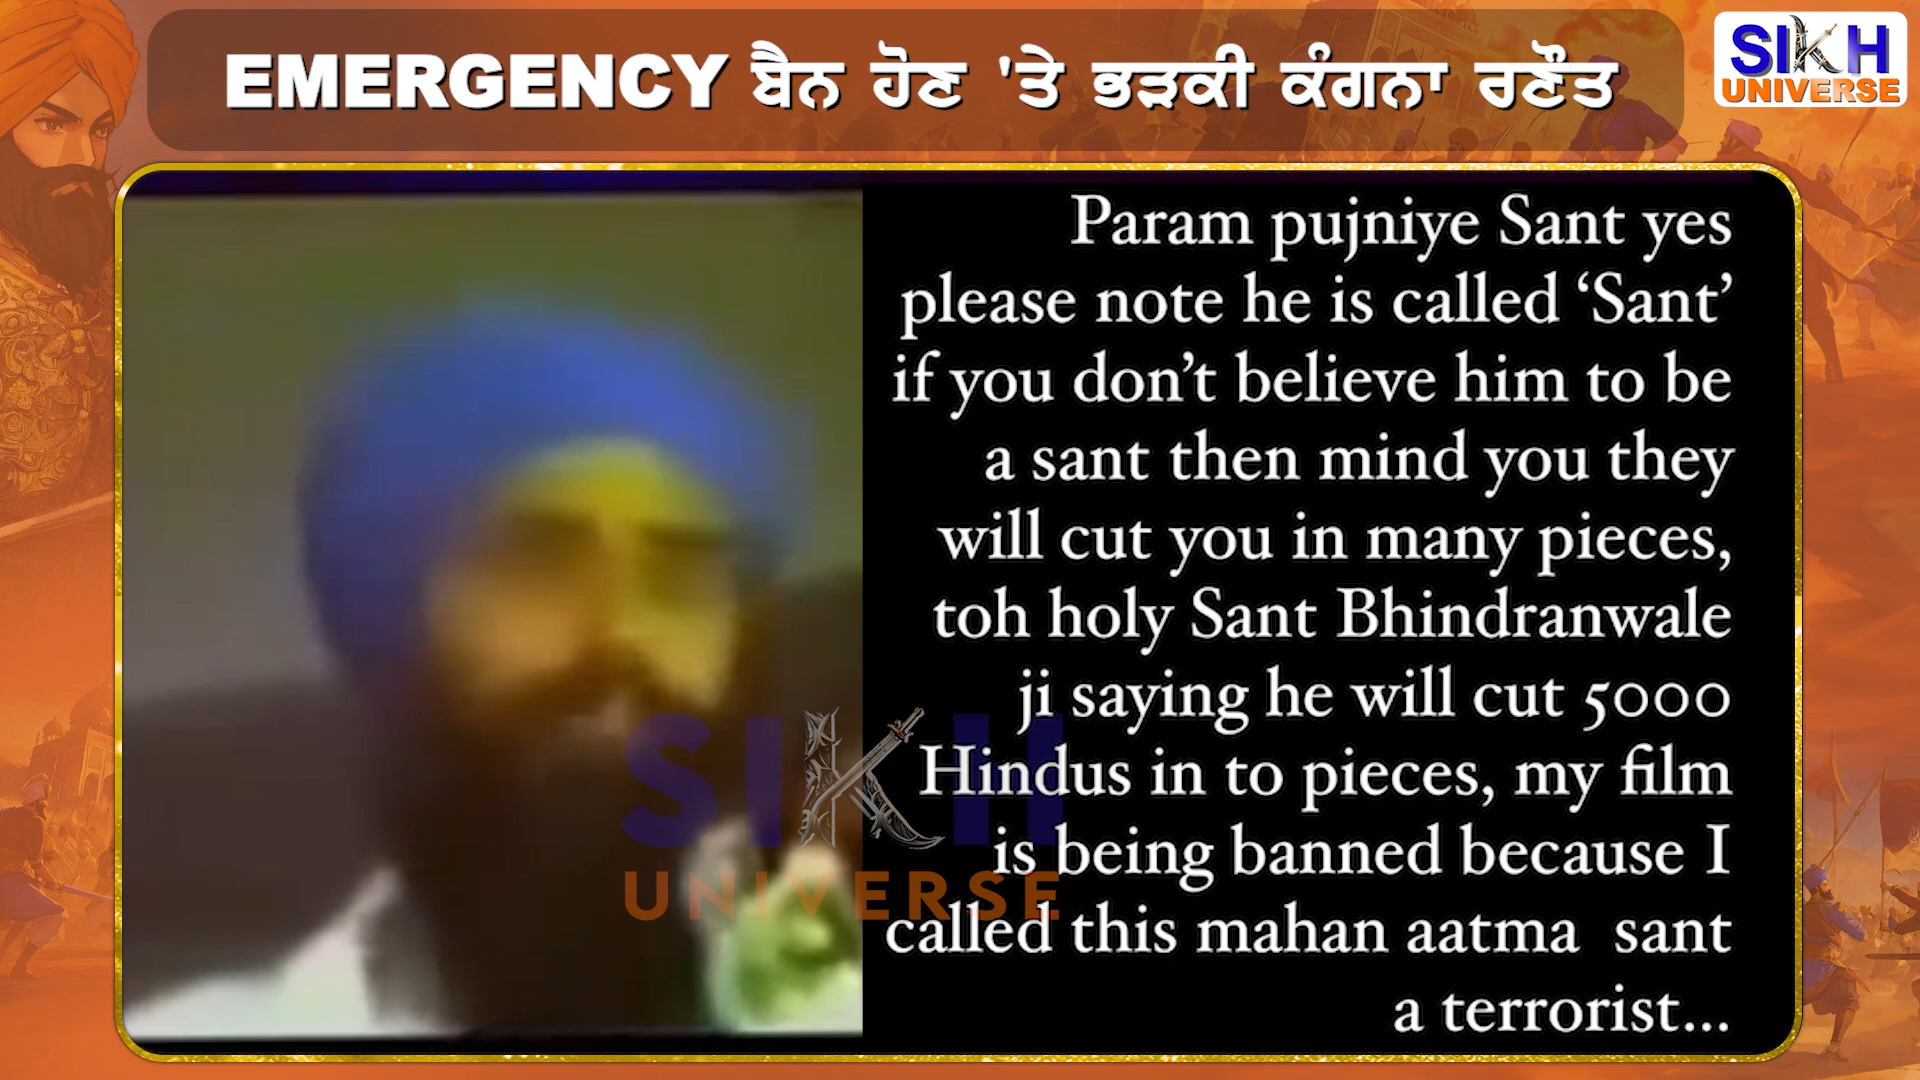 EMERGENCY ਬੈਨ ਹੋਣ 'ਤੇ ਭੜਕੀ ਕੰਗਨਾ ਰਣੌਤ
SIKH
UNIVERSE
Param pujniye Sant yes
please note he is called ‘Sant’
if you don’t believe him to be
a sant then mind you they
will cut you in many pieces,
toh holy Sant Bhindranwale
ji saying he will cut 5000
Hindus in to pieces, my film
is being banned because I
called this mahan aatma sant
a terrorist...
SIKH
UNIVERSE